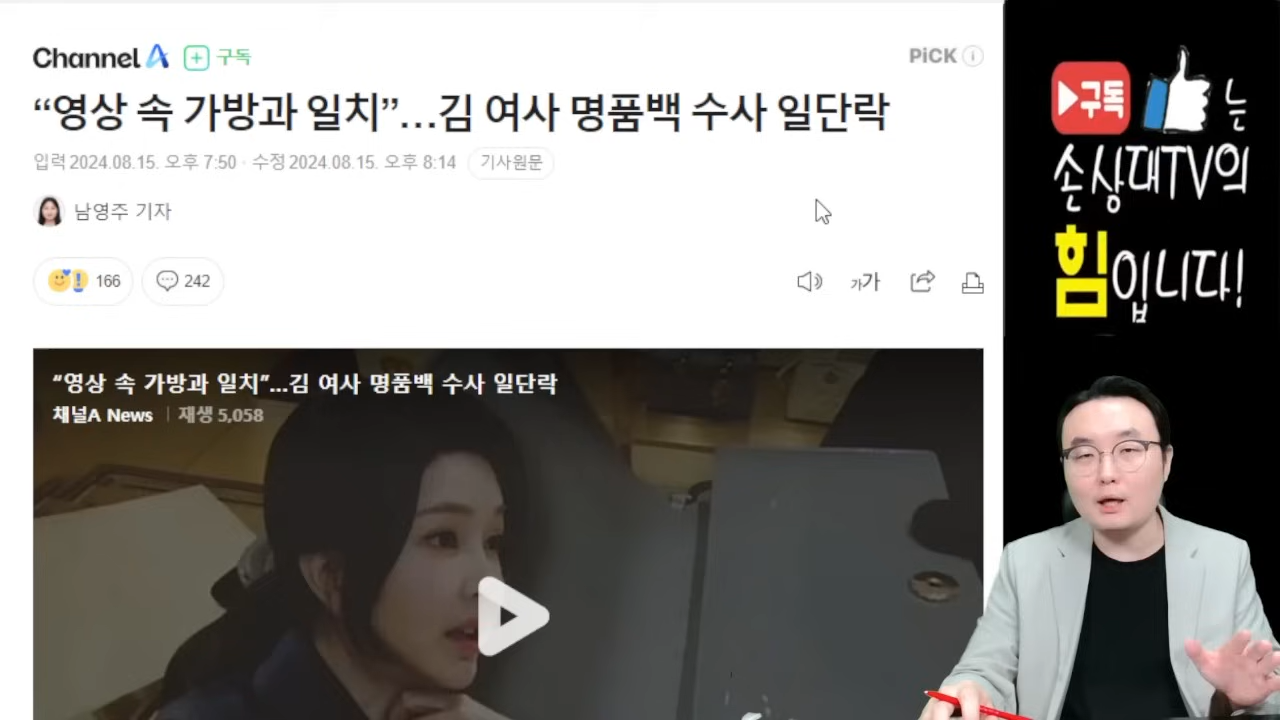 Channel A 구독
PiCK
“영상 속 가방과 일치”…김 여사 명품백 수사 일단락
입력 2024.08.15. 오후 7:50 · 수정 2024.08.15. 오후 8:14 기사원문
남영주 기자
166 242
가가
“영상 속 가방과 일치”…김 여사 명품백 수사 일단락
채널A News 재생 5,058
구독 는
손상대TV의
힘입니다!